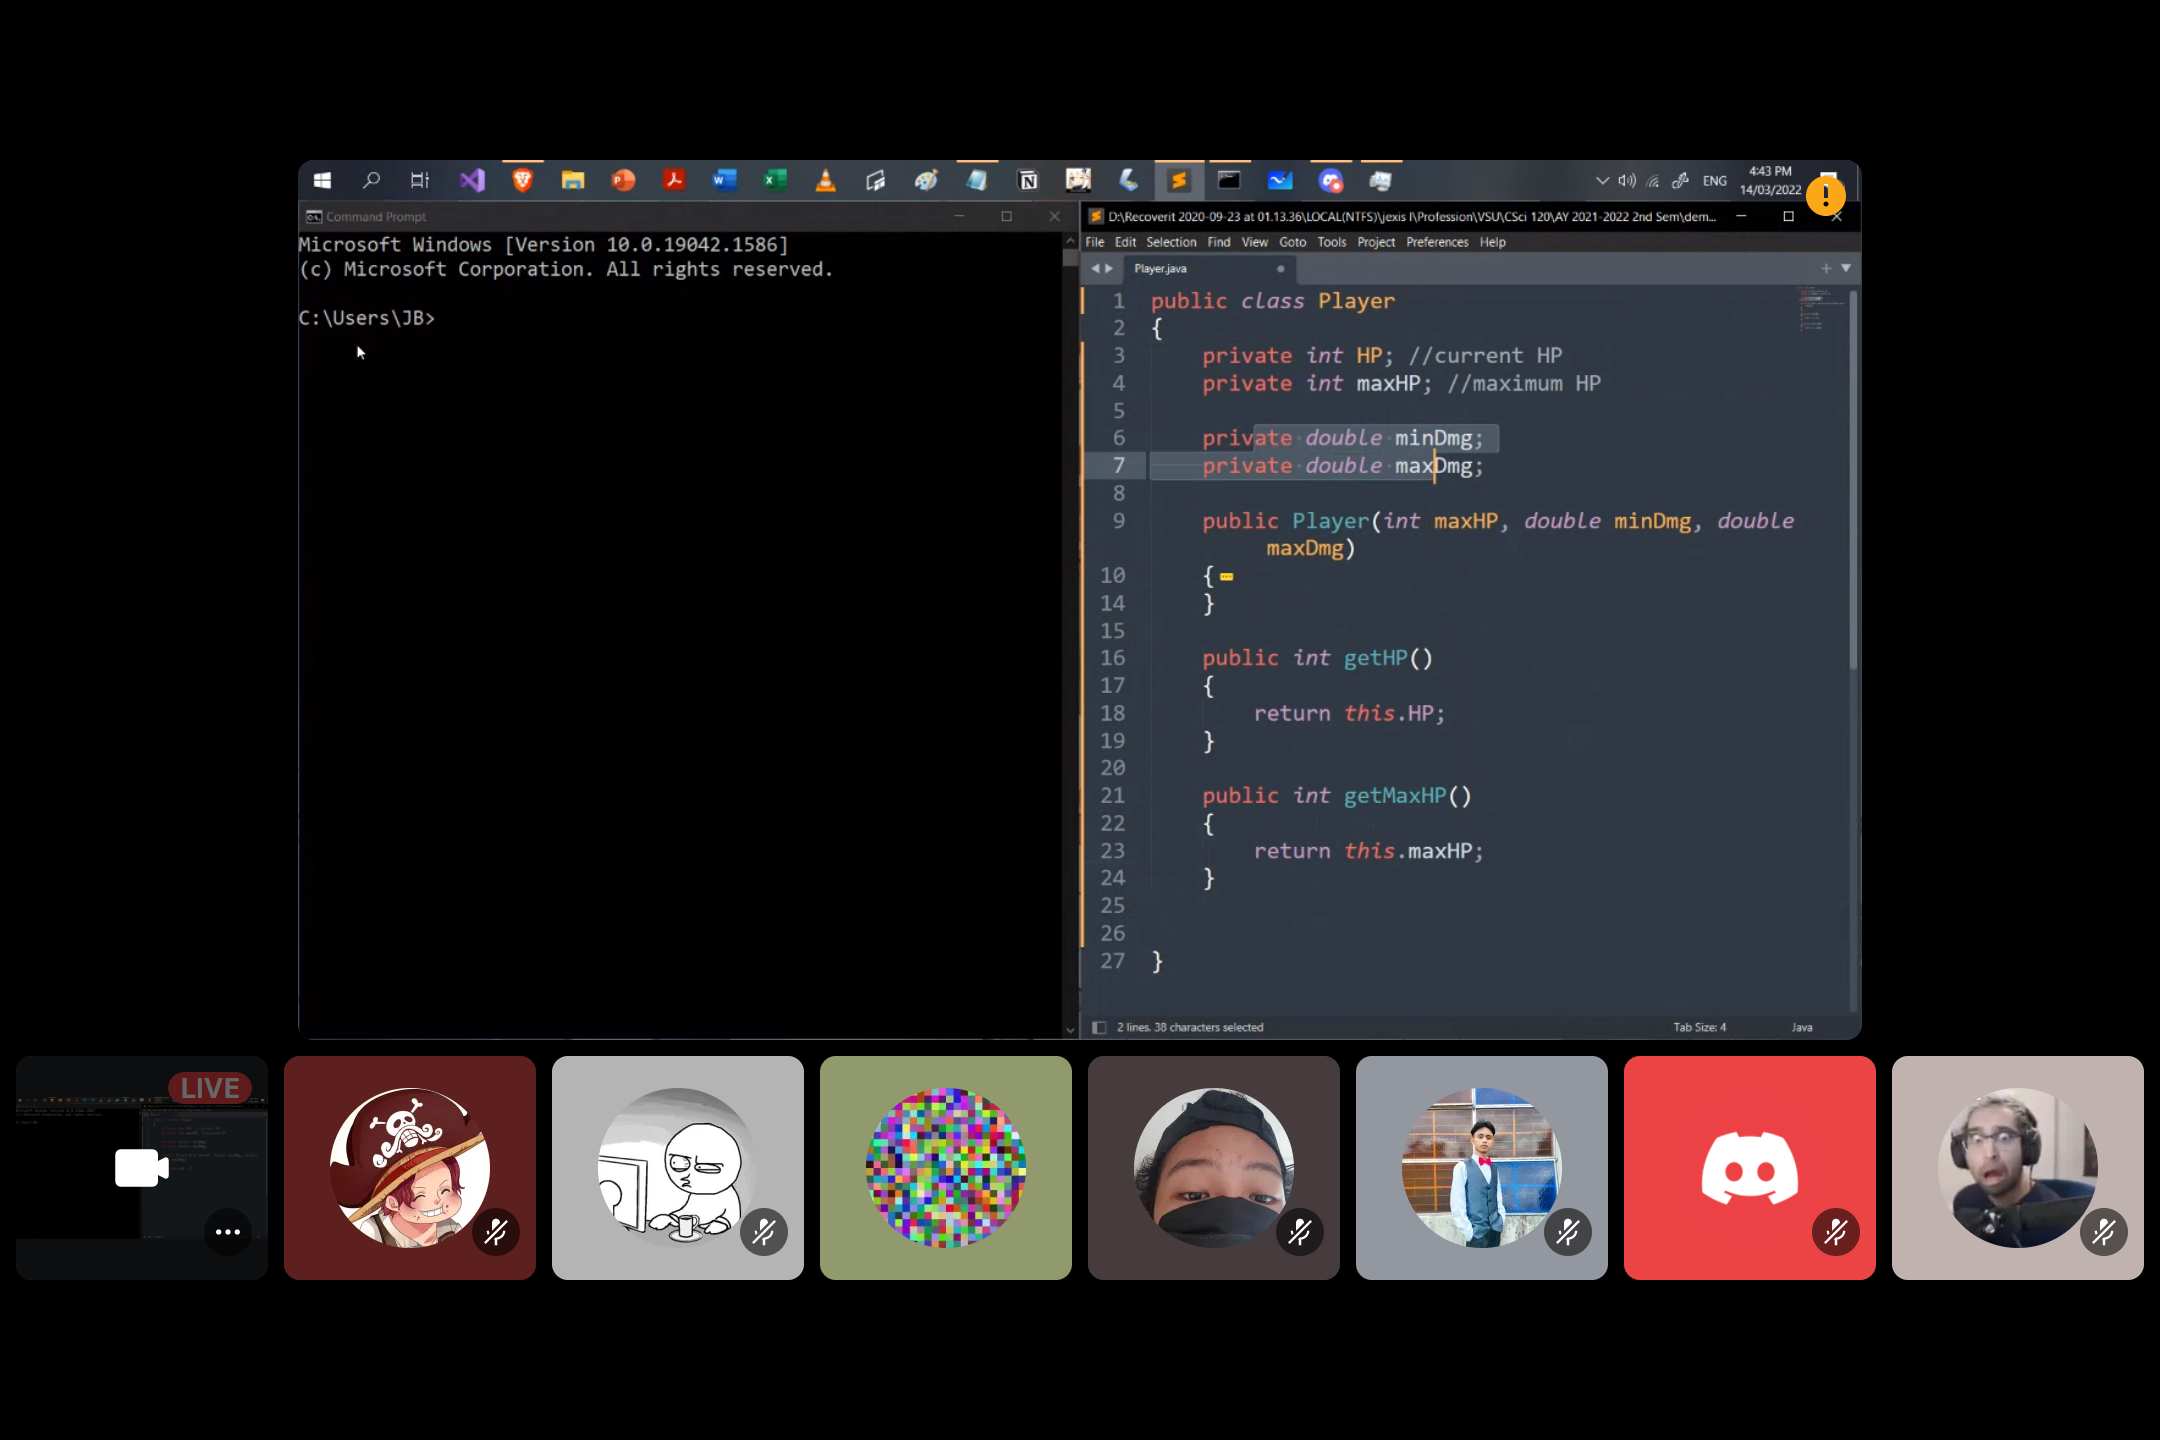 4:43 PM
ENG
14/03/2022
Command Prompt
D:\Recoverit 2020-09-23 at 01.13.36\LOCAL(NTFS)\jexis I\Profession\VSU\CSci 120\AY 2021-2022 2nd Sem\dem...
Microsoft Windows [Version 10.0.19042.1586]
(c) Microsoft Corporation. All rights reserved.
C:\Users\JB>
File Edit Selection Find View Goto Tools Project Preferences Help
Player.java
1 public class Player
2 {
3 private int HP; //current HP
4 private int maxHP; //maximum HP
5
6 private double minDmg;
7 private double maxDmg;
8
9 public Player(int maxHP, double minDmg, double
maxDmg)
10 {
14 }
15
16 public int getHP()
17 {
18 return this.HP;
19 }
20
21 public int getMaxHP()
22 {
23 return this.maxHP;
24 }
25
26
27 }
2 lines, 38 characters selected
Tab Size: 4
Java
LIVE